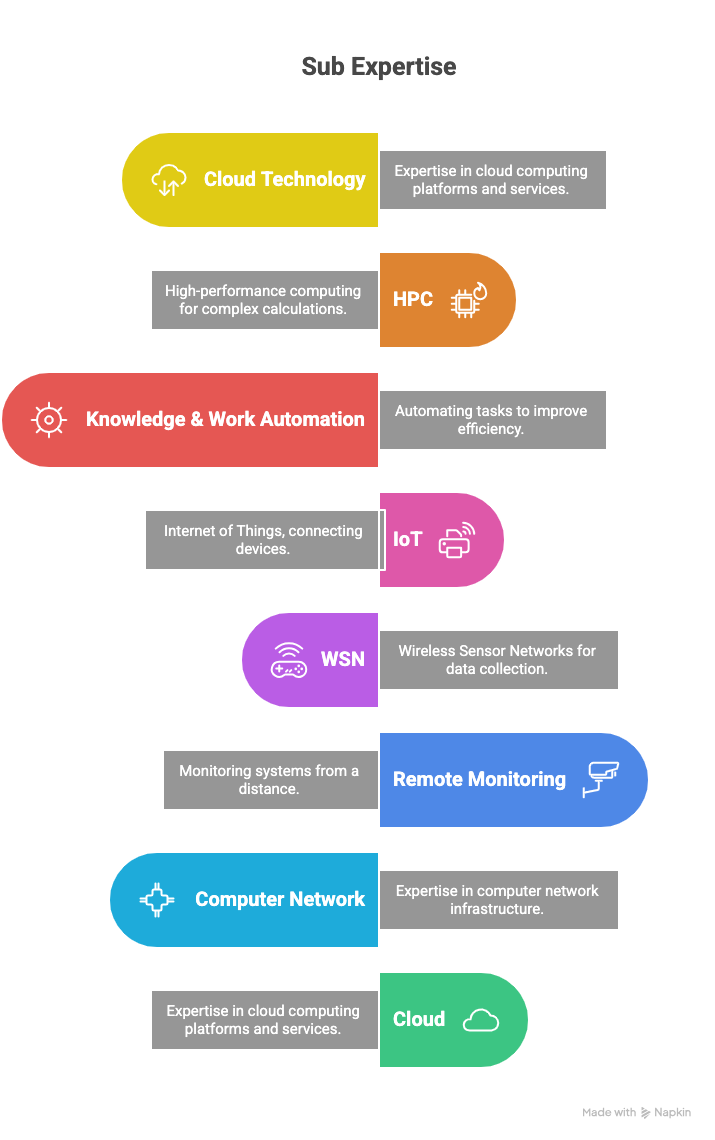 Sub Expertise
Cloud Technology
Expertise in cloud computing
platforms and services.
High-performance computing
for complex calculations.
HPC
Knowledge & Work Automation
Automating tasks to improve
efficiency.
Internet of Things, connecting
devices.
IoT
WSN
Wireless Sensor Networks for
data collection.
Monitoring systems from a
distance.
Remote Monitoring
Computer Network
Expertise in computer network
infrastructure.
Expertise in cloud computing
platforms and services.
Cloud
Made with Napkin